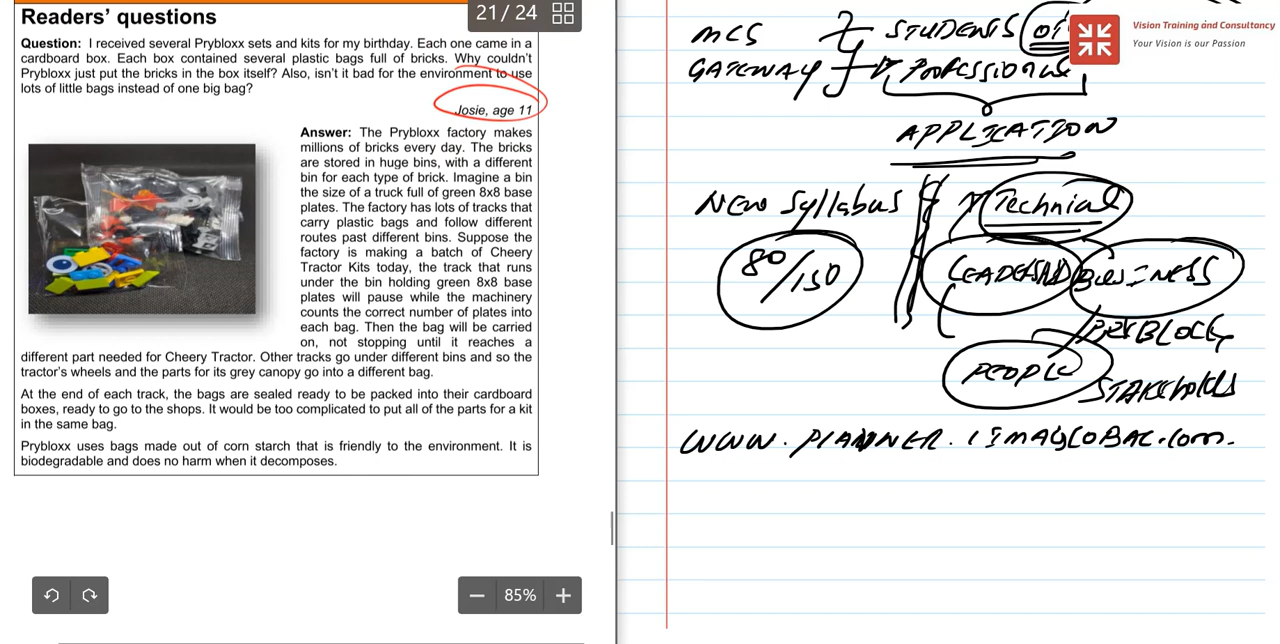 Readers' questions
21 / 24
Question: I received several Prybloxx sets and kits for my birthday. Each one came in a
cardboard box. Each box contained several plastic bags full of bricks. Why couldn't
Prybloxx just put the bricks in the box itself? Also, isn't it bad for the environment to use
lots of little bags instead of one big bag?
Josie, age 11
Answer: The Prybloxx factory makes
millions of bricks every day. The bricks
are stored in huge bins, with a different
bin for each type of brick. Imagine a bin
the size of a truck full of green 8x8 base
plates. The factory has lots of tracks that
carry plastic bags and follow different
routes past different bins. Suppose the
factory is making a batch of Cheery
Tractor Kits today, the track that runs
under the bin holding green 8x8 base
plates will pause while the machinery
counts the correct number of plates into
each bag. Then the bag will be carried
on, not stopping until it reaches a
different part needed for Cheery Tractor. Other tracks go under different bins and so the
tractor's wheels and the parts for its grey canopy go into a different bag.
At the end of each track, the bags are sealed ready to be packed into their cardboard
boxes, ready to go to the shops. It would be too complicated to put all of the parts for a kit
in the same bag.
Prybloxx uses bags made out of corn starch that is friendly to the environment. It is
biodegradable and does no harm when it decomposes.
85%
MCS STUDENTS
GATEWAY PROFESSIONALS
Vision Training and Consultancy
Your Vision is our Passion
APPLICATION
New Syllabus Technical
80/150 BUSINESS
PEOPLE